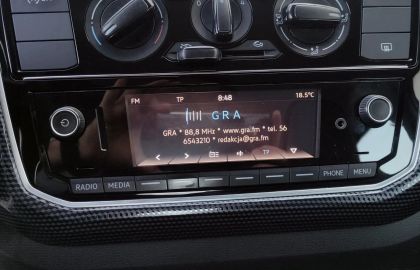 FM TP 8:48 18.5°C
GRA
GRA * 88,8 MHz * www.gra.fm * tel. 56
6543210 * redakcja@gra.fm
TP
RADIO MEDIA PHONE MENU